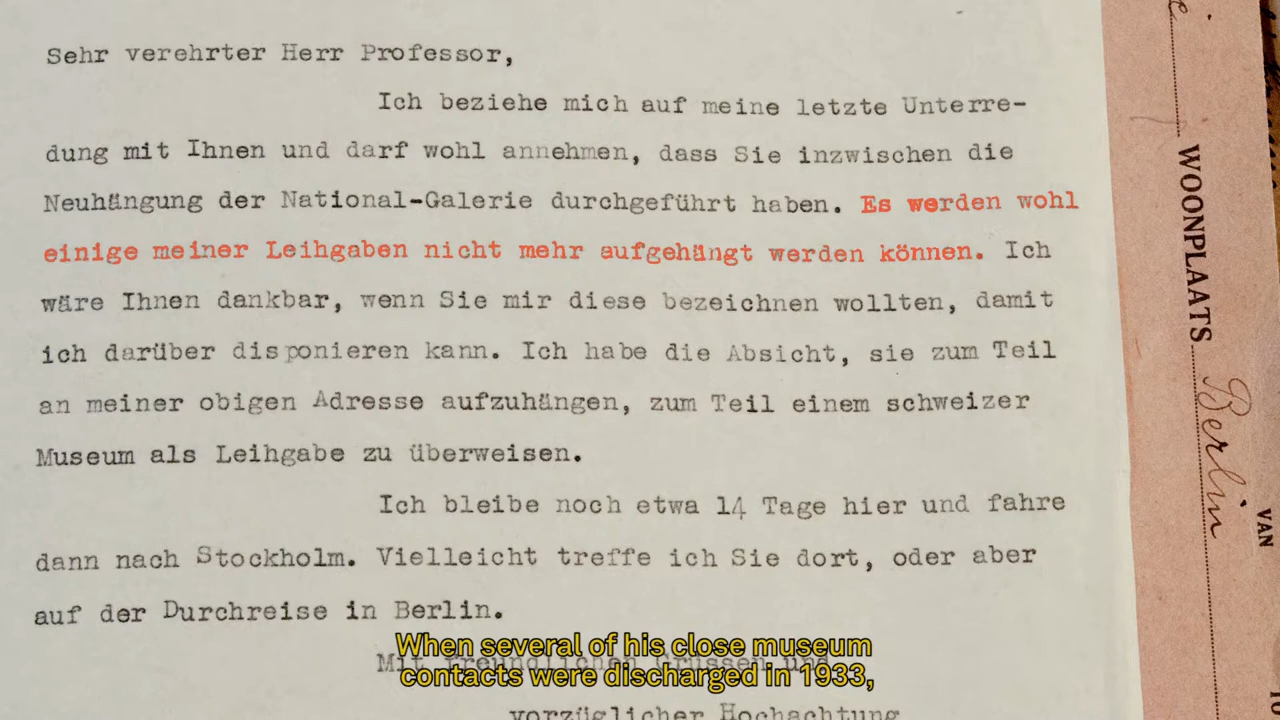 Sehr verehrter Herr Professor,
Ich beziehe mich auf meine letzte Unterre-
dung mit Ihnen und darf wohl annehmen, dass Sie inzwischen die
Neuhängung der National-Galerie durchgeführt haben. Es werden wohl
einige meiner Leihgaben nicht mehr aufgehängt werden können. Ich
wäre Ihnen dankbar, wenn Sie mir diese bezeichnen wollten, damit
ich darüber disponieren kann. Ich habe die Absicht, sie zum Teil
an meiner obigen Adresse aufzuhängen, zum Teil einem schweizer
Museum als Leihgabe zu überweisen.
Ich bleibe noch etwa 14 Tage hier und fahre
dann nach Stockholm. Vielleicht treffe ich Sie dort, oder aber
auf der Durchreise in Berlin.
Mit freundlichen Grüssen und
vorzüglicher Hochachtung
When several of his close museum
contacts were discharged in 1933,
WOONPLAATS Berlin
VAN